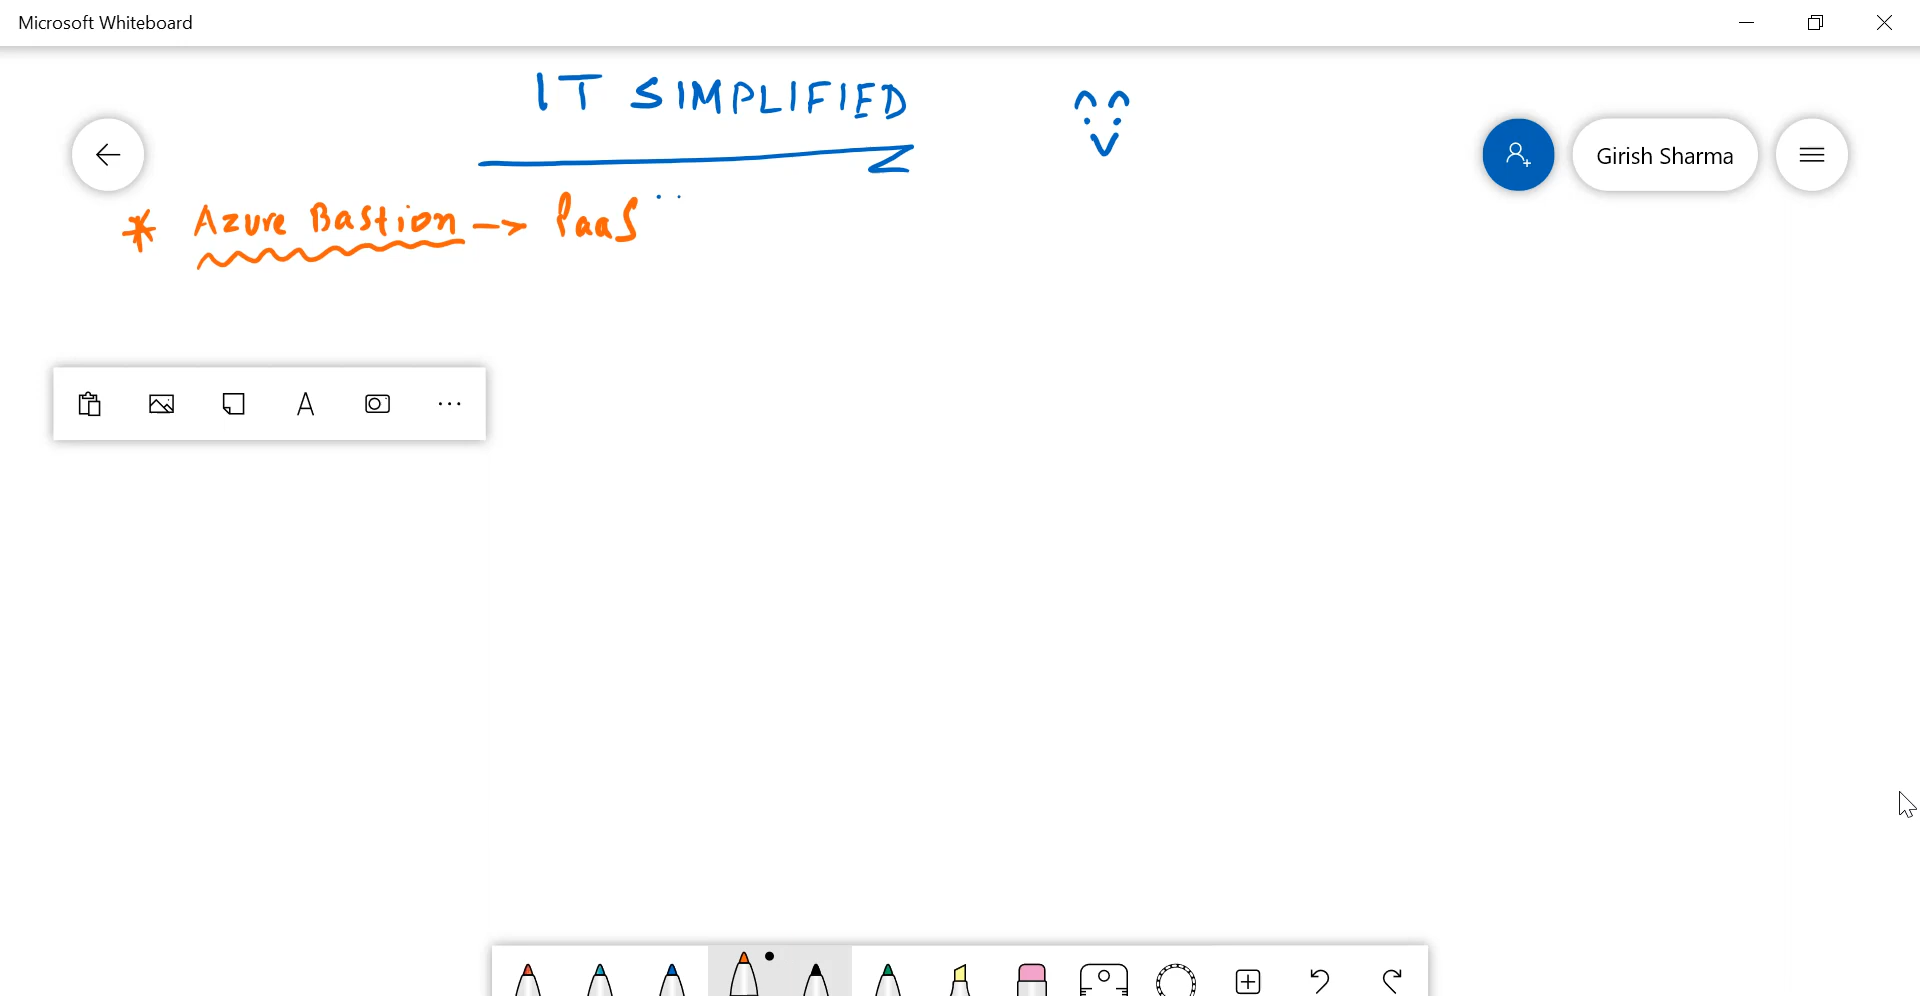 Microsoft Whiteboard
IT SIMPLIFIED
Girish Sharma
* Azure Bastion → PaaS